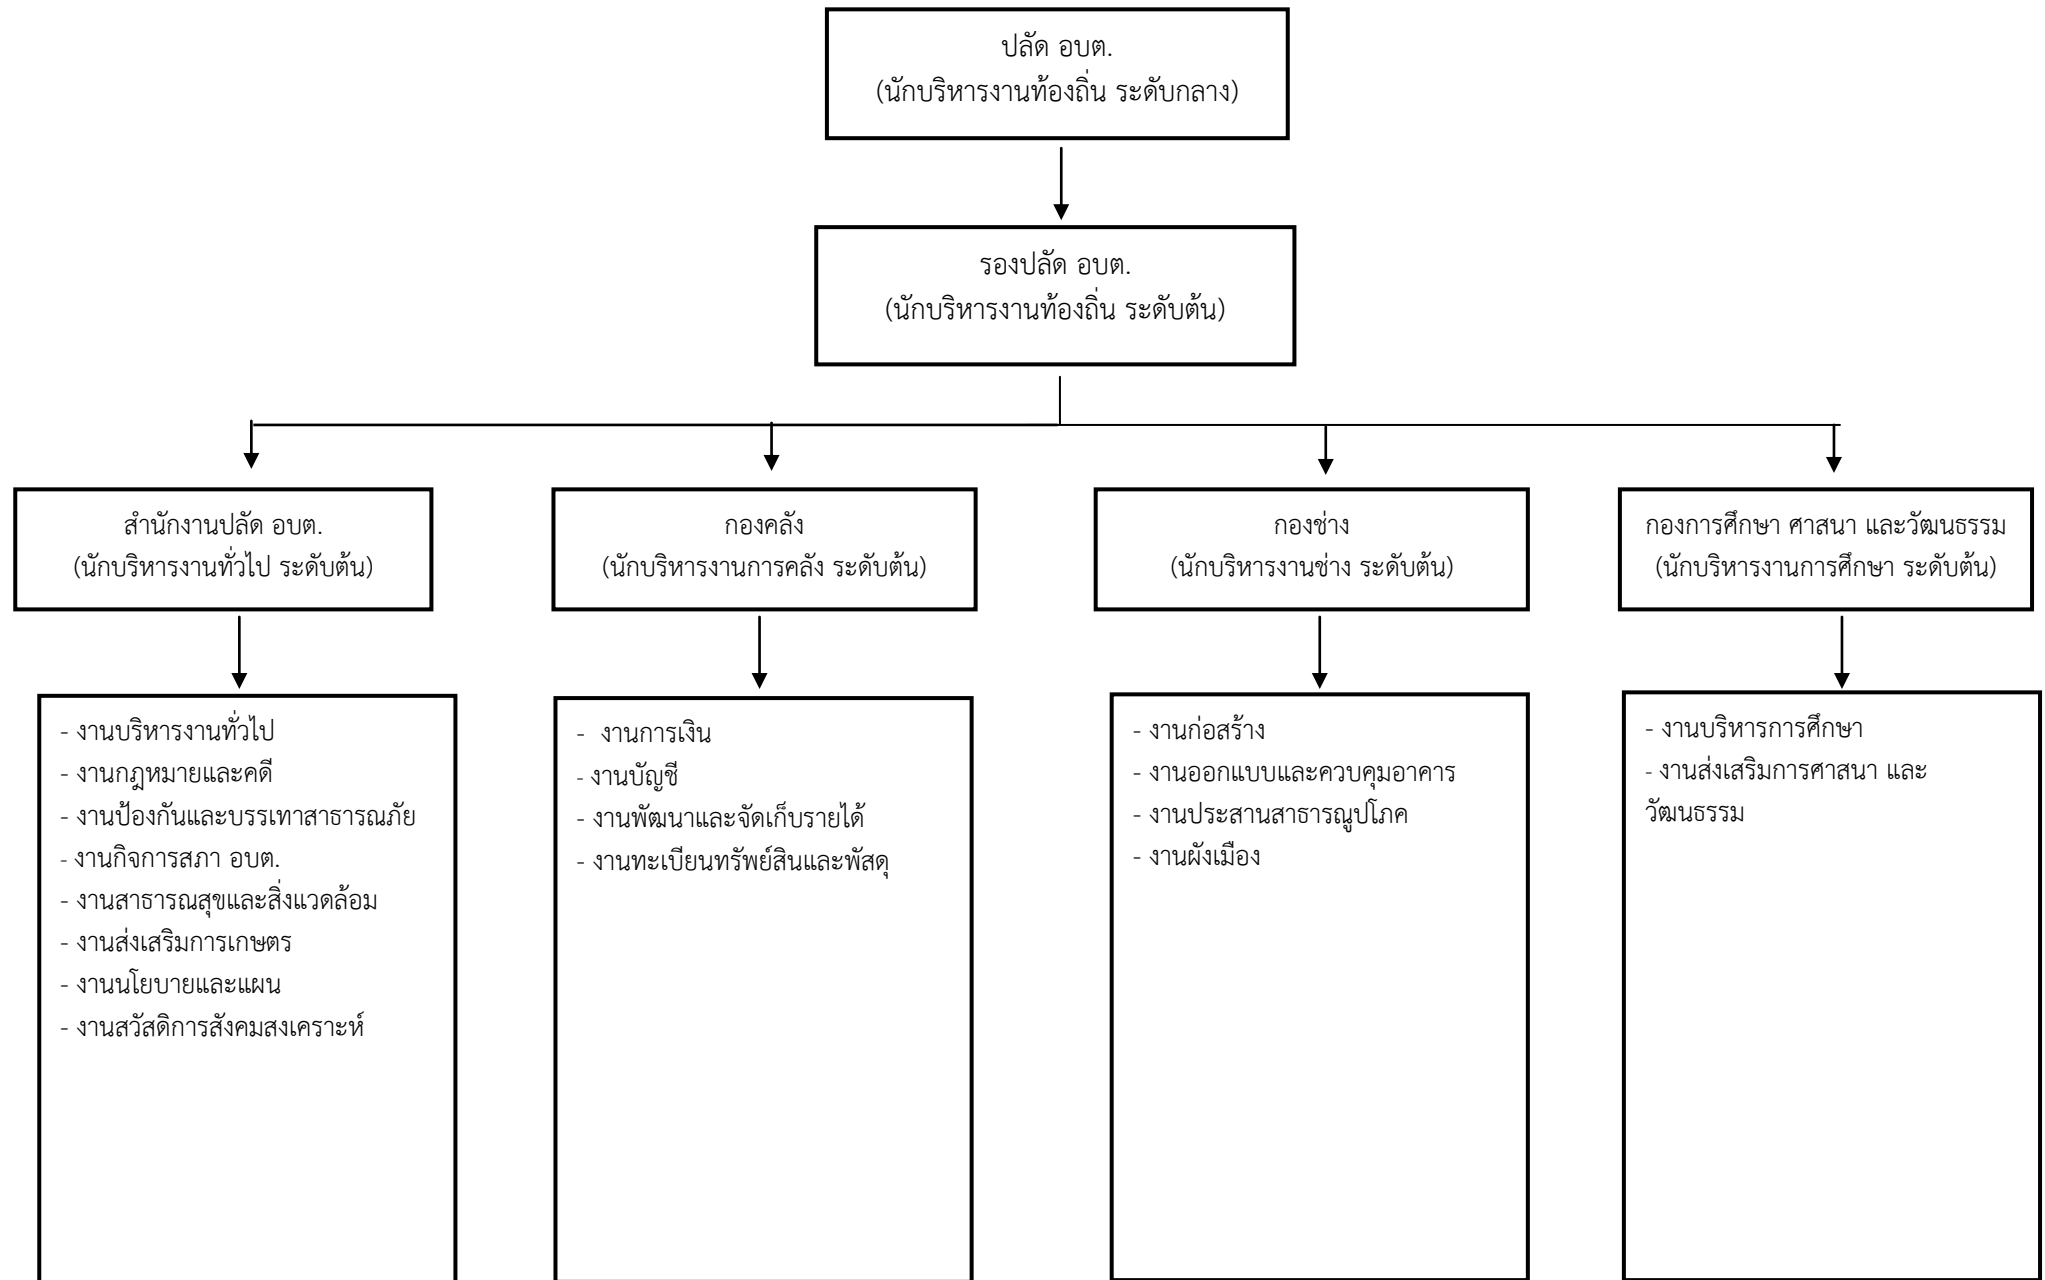 ปลัด อบต.
(นักบริหารงานท้องถิ่น ระดับกลาง)
รองปลัด อบต.
(นักบริหารงานท้องถิ่น ระดับต้น)
สำนักงานปลัด อบต.
(นักบริหารงานทั่วไป ระดับต้น)
กองคลัง
(นักบริหารงานการคลัง ระดับต้น)
กองช่าง
(นักบริหารงานช่าง ระดับต้น)
กองการศึกษา ศาสนา และวัฒนธรรม
(นักบริหารงานการศึกษา ระดับต้น)
- งานบริหารงานทั่วไป
- งานกฎหมายและคดี
- งานป้องกันและบรรเทาสาธารณภัย
- งานกิจการสภา อบต.
- งานสาธารณสุขและสิ่งแวดล้อม
- งานส่งเสริมการเกษตร
- งานนโยบายและแผน
- งานสวัสดิการสังคมสงเคราะห์
- งานการเงิน
- งานบัญชี
- งานพัฒนาและจัดเก็บรายได้
- งานทะเบียนทรัพย์สินและพัสดุ
- งานก่อสร้าง
- งานออกแบบและควบคุมอาคาร
- งานประสานสาธารณูปโภค
- งานผังเมือง
- งานบริหารการศึกษา
- งานส่งเสริมการศาสนา และ
วัฒนธรรม